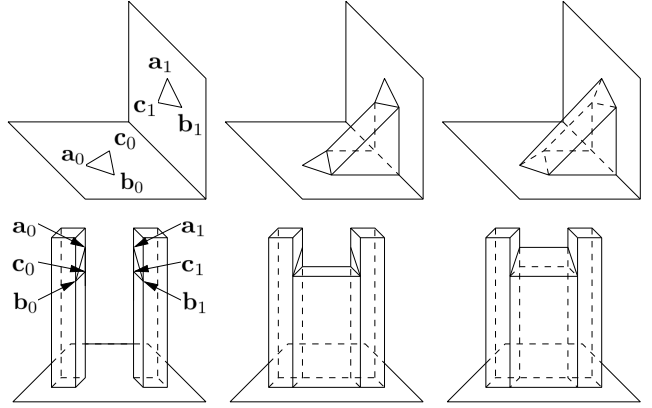 a₁
c₁
b₁
c₀
a₀
b₀
a₀ a₁
c₀ c₁
b₀ b₁